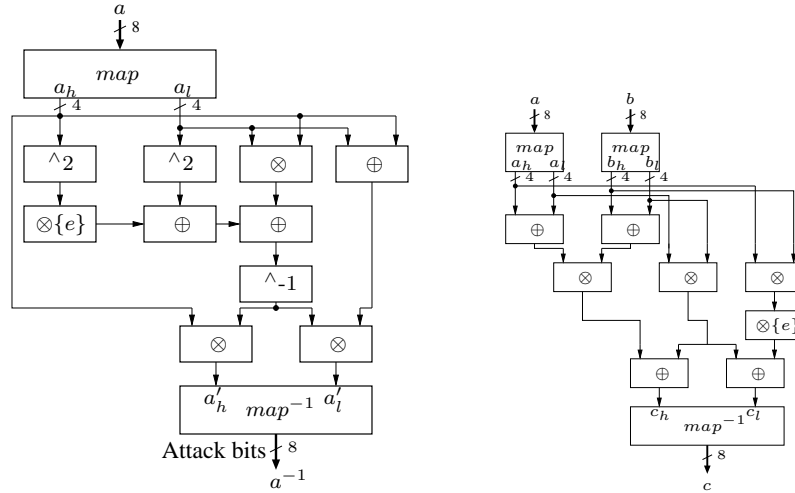 a
8
map
a_h a_l
4 4
^2 ^2 ⊗ ⊕
⊗{e} ⊕ ⊕
^-1
⊗ ⊗
a'_h a'_l
map^{-1}
Attack bits 8
a^{-1}
a b
8 8
map map
a_h a_l b_h b_l
4 4 4 4
⊕ ⊕
⊗ ⊗ ⊗
⊗{e}
⊕ ⊕
c_h c_l
map^{-1}
8
c